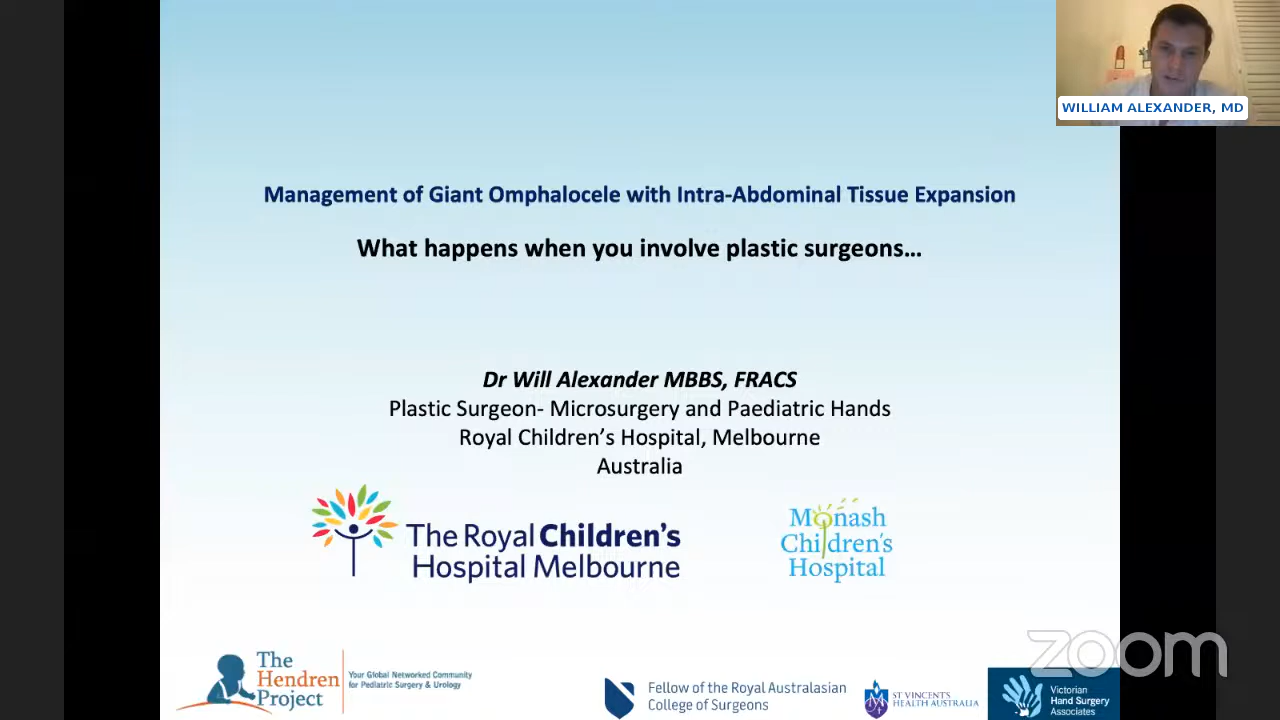 WILLIAM ALEXANDER, MD
Management of Giant Omphalocele with Intra-Abdominal Tissue Expansion
What happens when you involve plastic surgeons…
Dr Will Alexander MBBS, FRACS
Plastic Surgeon- Microsurgery and Paediatric Hands
Royal Children's Hospital, Melbourne
Australia
The Royal Children's
Hospital Melbourne
Monash
Children's
Hospital
The
Hendren
Project
Your Global Networked Community
for Pediatric Surgery & Urology
Fellow of the Royal Australasian
College of Surgeons
ST VINCENT'S
HEALTH AUSTRALIA
Victorian
Hand Surgery
Associates
zoom